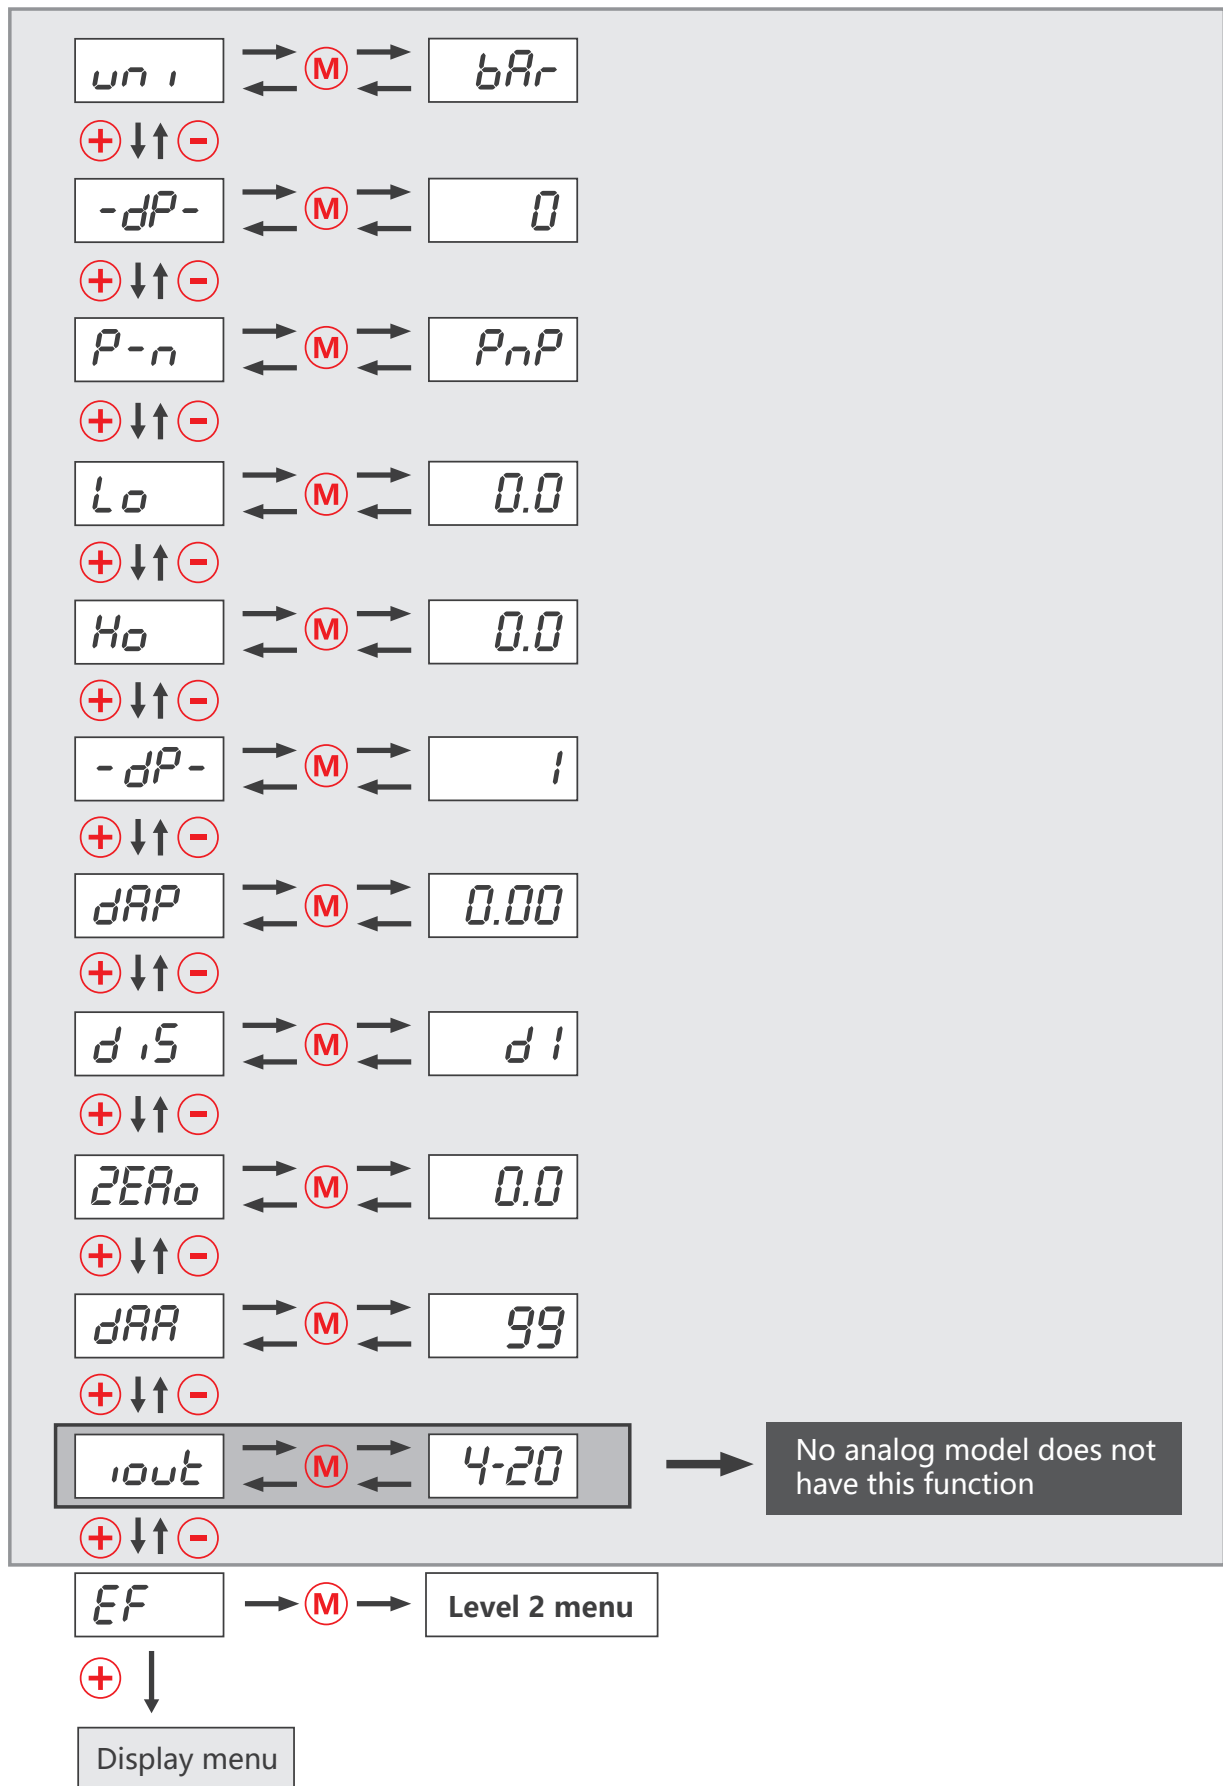 uni M bAr
+ -
-dP- M 0
+ -
P-n M PnP
+ -
Lo M 0.0
+ -
Ho M 0.0
+ -
-dP- M 1
+ -
dAP M 0.00
+ -
diS M d1
+ -
ZEAo M 0.0
+ -
dAA M 99
+ -
iout M 4-20
No analog model does not
have this function
+ -
EF M Level 2 menu
+
Display menu